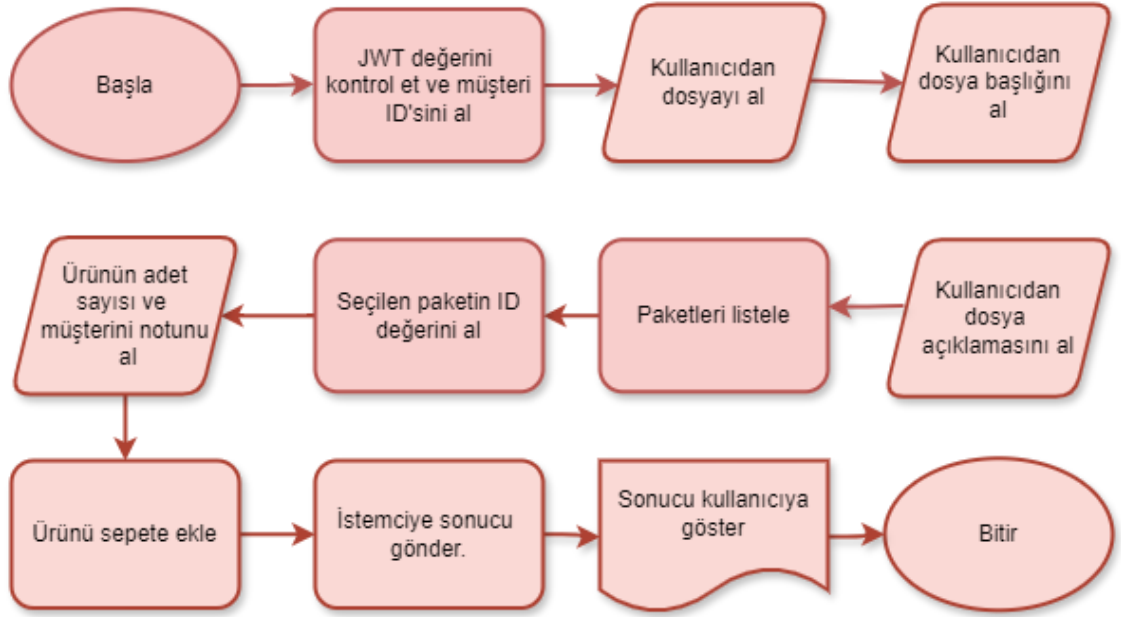 Başla
JWT değerini
kontrol et ve müşteri
ID'sini al
Kullanıcıdan
dosyayı al
Kullanıcıdan
dosya başlığını
al
Ürünün adet
sayısı ve
müşterini notunu
al
Seçilen paketin ID
değerini al
Paketleri listele
Kullanıcıdan
dosya
açıklamasını al
Ürünü sepete ekle
İstemciye sonucu
gönder.
Sonucu kullanıcıya
göster
Bitir